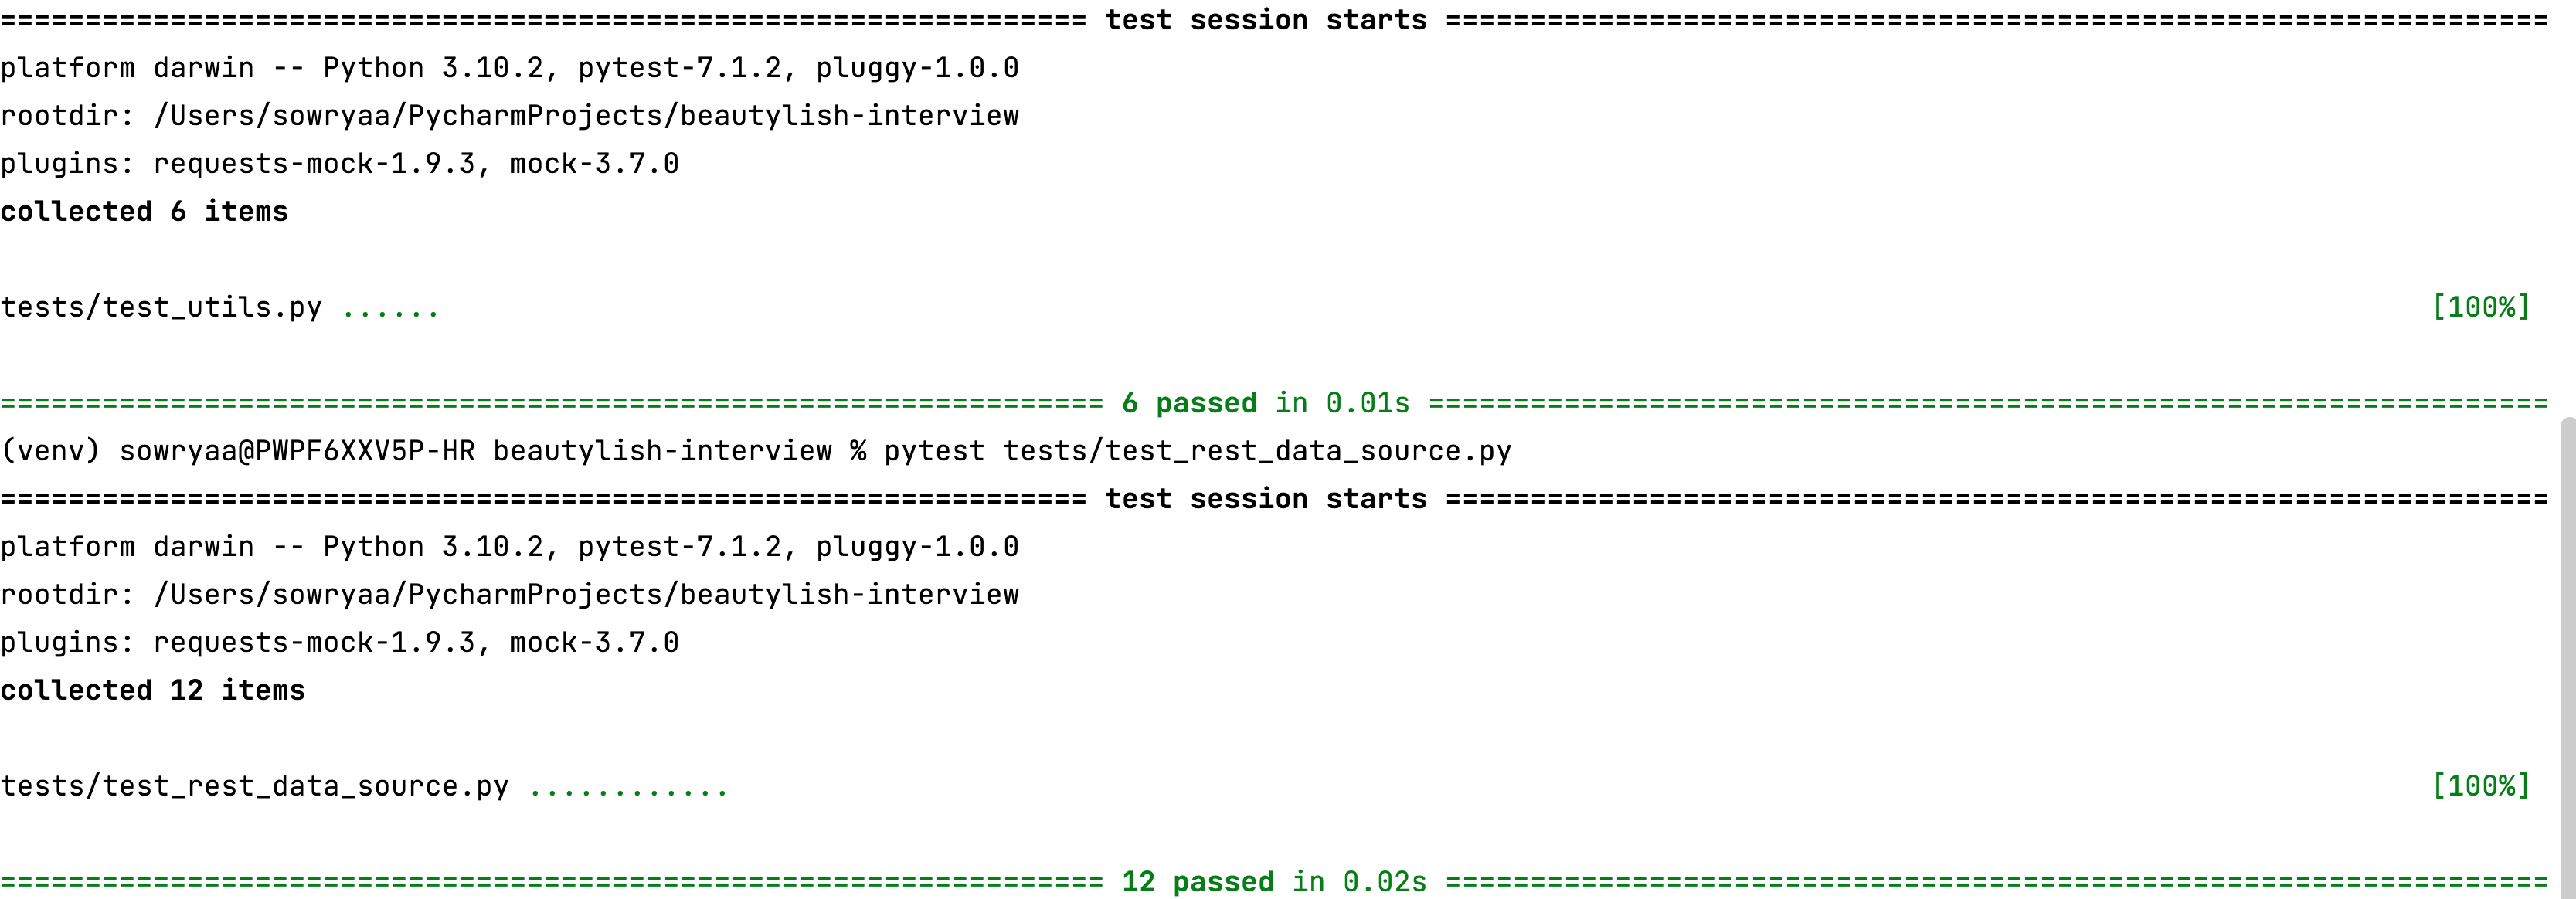 ================================================================ test session starts =================================================================
platform darwin -- Python 3.10.2, pytest-7.1.2, pluggy-1.0.0
rootdir: /Users/sowryaa/PycharmProjects/beautylish-interview
plugins: requests-mock-1.9.3, mock-3.7.0
collected 6 items
tests/test_utils.py ...... [100%]
================================================================= 6 passed in 0.01s ==================================================================
(venv) sowryaa@PWPF6XXV5P-HR beautylish-interview % pytest tests/test_rest_data_source.py
================================================================ test session starts =================================================================
platform darwin -- Python 3.10.2, pytest-7.1.2, pluggy-1.0.0
rootdir: /Users/sowryaa/PycharmProjects/beautylish-interview
plugins: requests-mock-1.9.3, mock-3.7.0
collected 12 items
tests/test_rest_data_source.py ............ [100%]
================================================================= 12 passed in 0.02s =================================================================